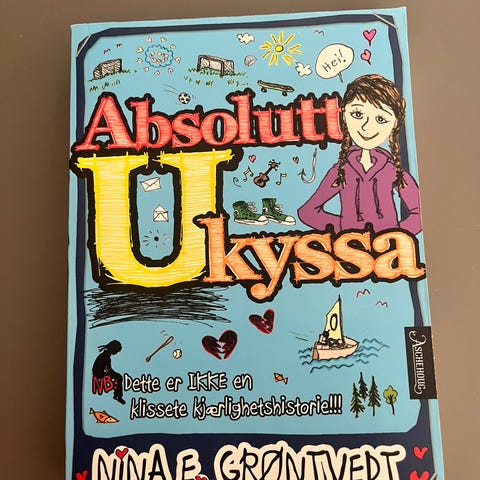 Hei!
Absolutt
Ukyssa
NB: Dette er IKKE en
klissete kjærlighetshistorie!!!
ASCHEHOUG
NINA E. GRØNTVEDT